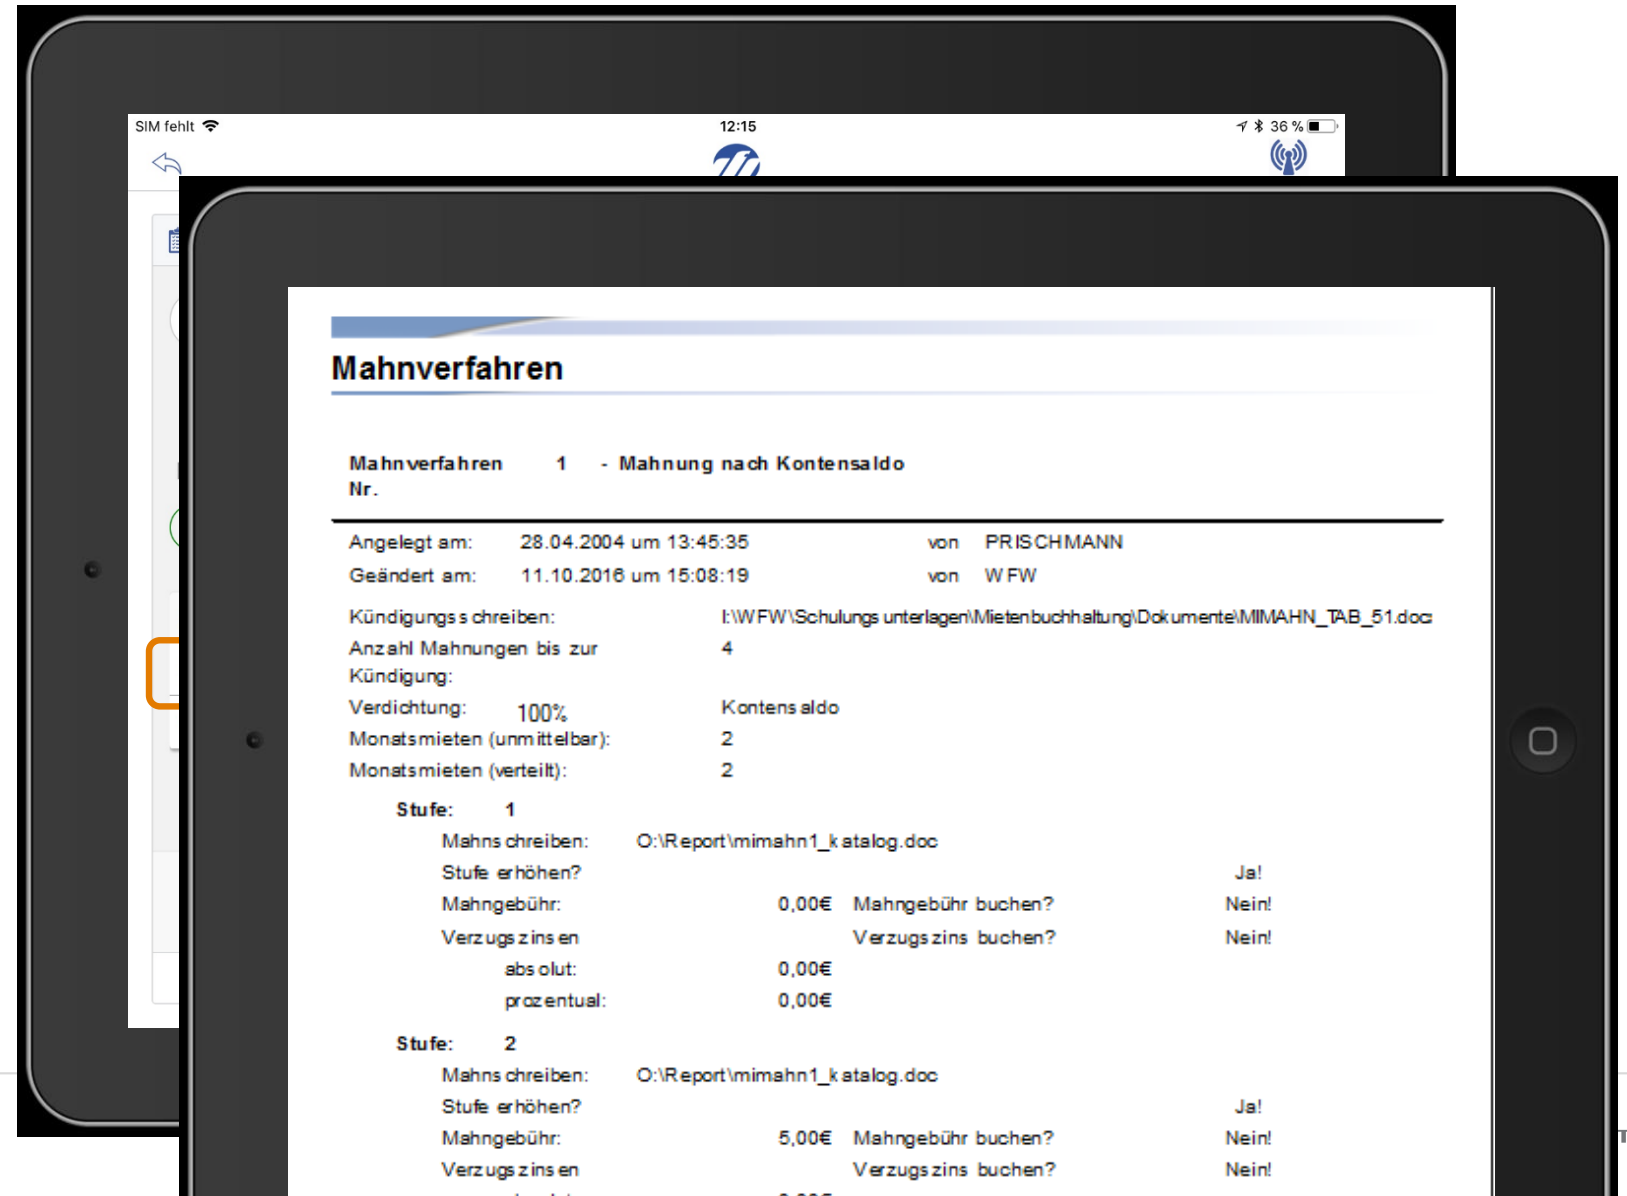 SIM fehlt 12:15 36 %
Mahnverfahren
Mahnverfahren 1 - Mahnung nach Kontensaldo
Nr.
Angelegt am: 28.04.2004 um 13:45:35 von PRISCHMANN
Geändert am: 11.10.2016 um 15:08:19 von WFW
Kündigungsschreiben: I:\WFW\Schulungsunterlagen\Mietenbuchhaltung\Dokumente\MIMAHN_TAB_51.doc
Anzahl Mahnungen bis zur 4
Kündigung:
Verdichtung: 100% Kontensaldo
Monatsmieten (unmittelbar): 2
Monatsmieten (verteilt): 2
Stufe: 1
Mahnschreiben: O:\Report\mimahn1_katalog.doc
Stufe erhöhen? Ja!
Mahngebühr: 0,00€ Mahngebühr buchen? Nein!
Verzugszinsen Verzugszins buchen? Nein!
absolut: 0,00€
prozentual: 0,00€
Stufe: 2
Mahnschreiben: O:\Report\mimahn1_katalog.doc
Stufe erhöhen? Ja!
Mahngebühr: 5,00€ Mahngebühr buchen? Nein!
Verzugszinsen Verzugszins buchen? Nein!